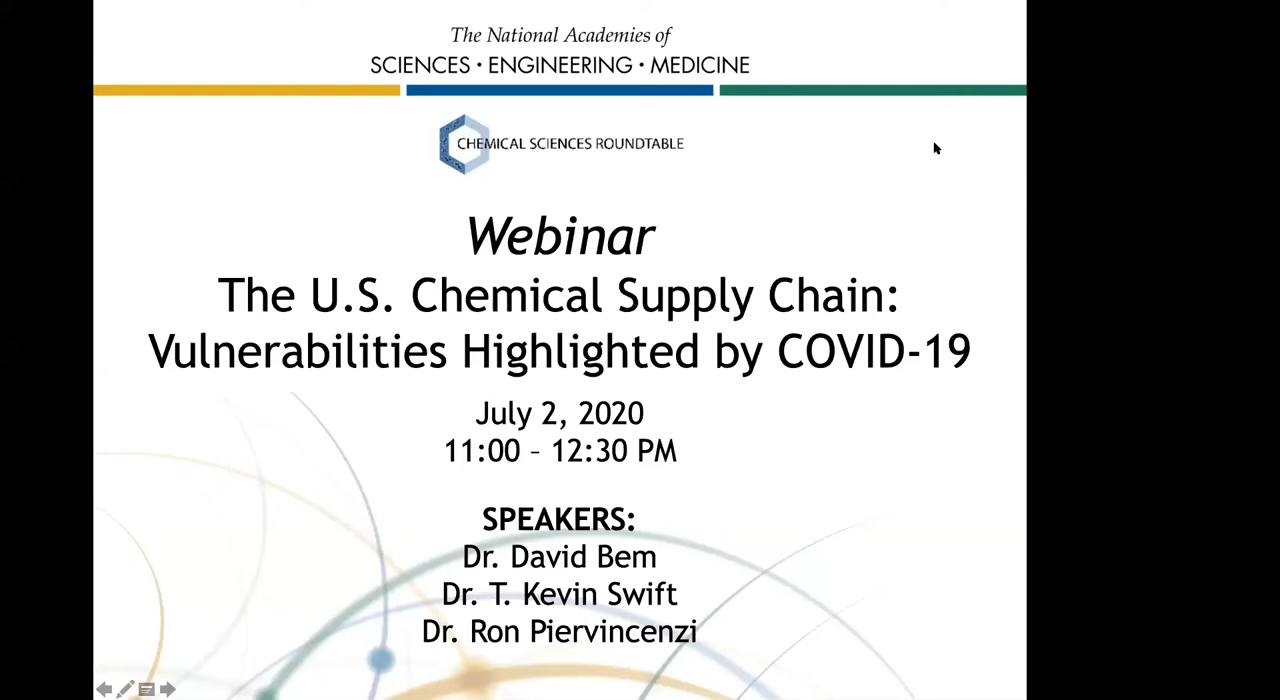 The National Academies of
SCIENCES · ENGINEERING · MEDICINE
CHEMICAL SCIENCES ROUNDTABLE
Webinar
The U.S. Chemical Supply Chain:
Vulnerabilities Highlighted by COVID-19
July 2, 2020
11:00 – 12:30 PM
SPEAKERS:
Dr. David Bem
Dr. T. Kevin Swift
Dr. Ron Piervincenzi